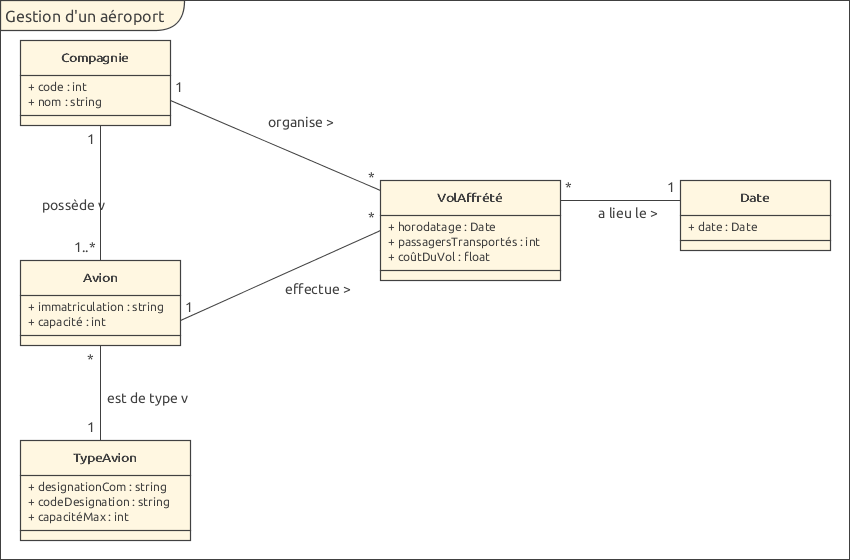 Gestion d'un aéroport
Compagnie
+ code : int
+ nom : string
1
organise >
*
1
possède v
1..*
VolAffrété
+ horodatage : Date
+ passagersTransportés : int
+ coûtDuVol : float
*
*
1
a lieu le >
Date
+ date : Date
Avion
+ immatriculation : string
+ capacité : int
1
effectue >
*
est de type v
1
TypeAvion
+ designationCom : string
+ codeDesignation : string
+ capacitéMax : int